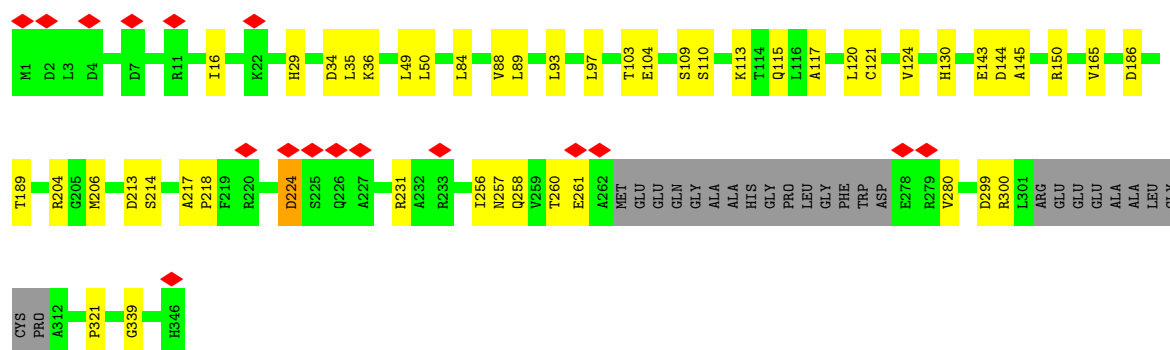 M1 D2 L3 D4 D7 R11 I16 K22 H29 D34 L35 K36 L49 L50 L84 V88 L89 L93 L97 T103 E104 S109 S110 K113 T114 Q115 L116 A117 L120 C121 V124 H130 E143 D144 A145 R150 V165 D186
T189 R204 G205 M206 D213 S214 A217 P218 F219 R220 D224 S225 Q226 A227 R231 A232 R233 I256 N257 Q258 V259 T260 E261 A262 MET GLU GLU GLN GLY ALA ALA HIS GLY PRO LEU GLY PHE TRP ASP E278 R279 V280 D299 R300 L301 ARG GLU GLU GLU ALA ALA LEU
CYS PRO A312 P321 G339 H346